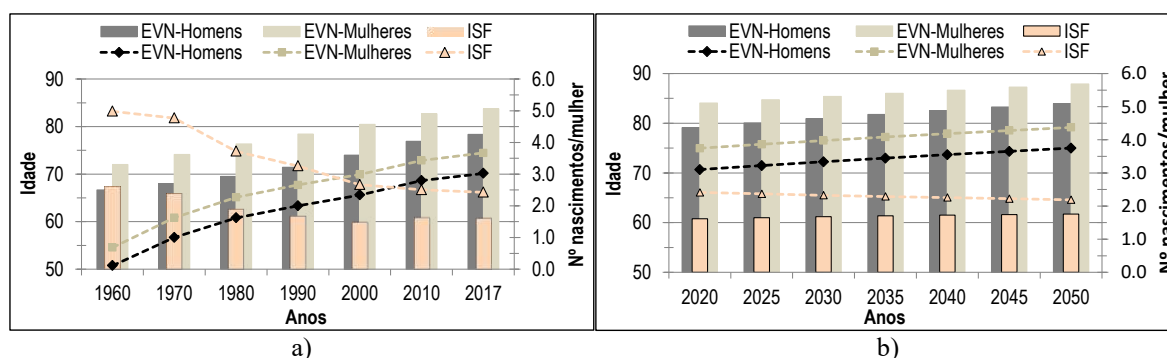 EVN-Homens EVN-Mulheres ISF
EVN-Homens EVN-Mulheres ISF
90 6.0
5.0
80
4.0
70 3.0
2.0
60
1.0
50 0.0
Idade
Nº nascimentos/mulher
1960 1970 1980 1990 2000 2010 2017
Anos
a)
EVN-Homens EVN-Mulheres ISF
EVN-Homens EVN-Mulheres ISF
90 6.0
5.0
80
4.0
70 3.0
2.0
60
1.0
50 0.0
Idade
Nº nascimentos/mulher
2020 2025 2030 2035 2040 2045 2050
Anos
b)